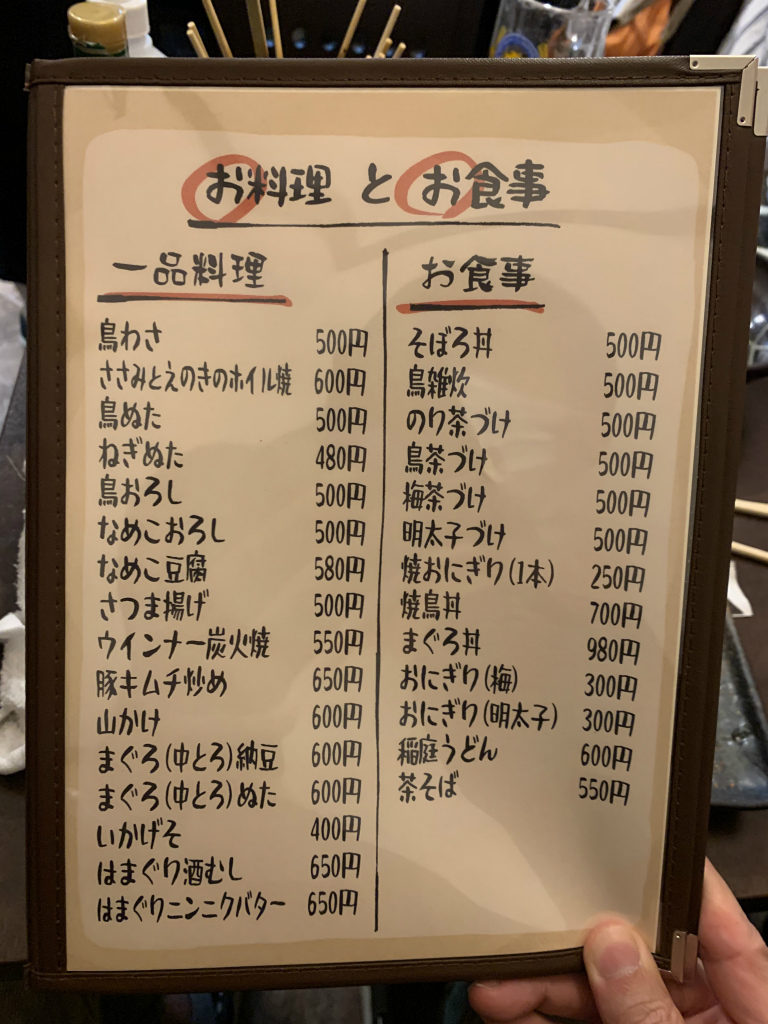 お料理とお食事
一品料理
鳥わさ 500円
ささみとえのきのホイル焼 600円
鳥ぬた 500円
ねぎぬた 480円
鳥おろし 500円
なめこおろし 500円
なめこ豆腐 580円
さつま揚げ 500円
ウインナー炭火焼 550円
豚キムチ炒め 650円
山かけ 600円
まぐろ(中とろ)納豆 600円
まぐろ(中とろ)ぬた 600円
いかげそ 400円
はまぐり酒むし 650円
はまぐりニンニクバター 650円
お食事
そぼろ丼 500円
鳥雑炊 500円
のり茶づけ 500円
鳥茶づけ 500円
梅茶づけ 500円
明太子づけ 500円
焼おにぎり(1本) 250円
焼鳥丼 700円
まぐろ丼 980円
おにぎり(梅) 300円
おにぎり(明太子) 300円
稲庭うどん 600円
茶そば 550円